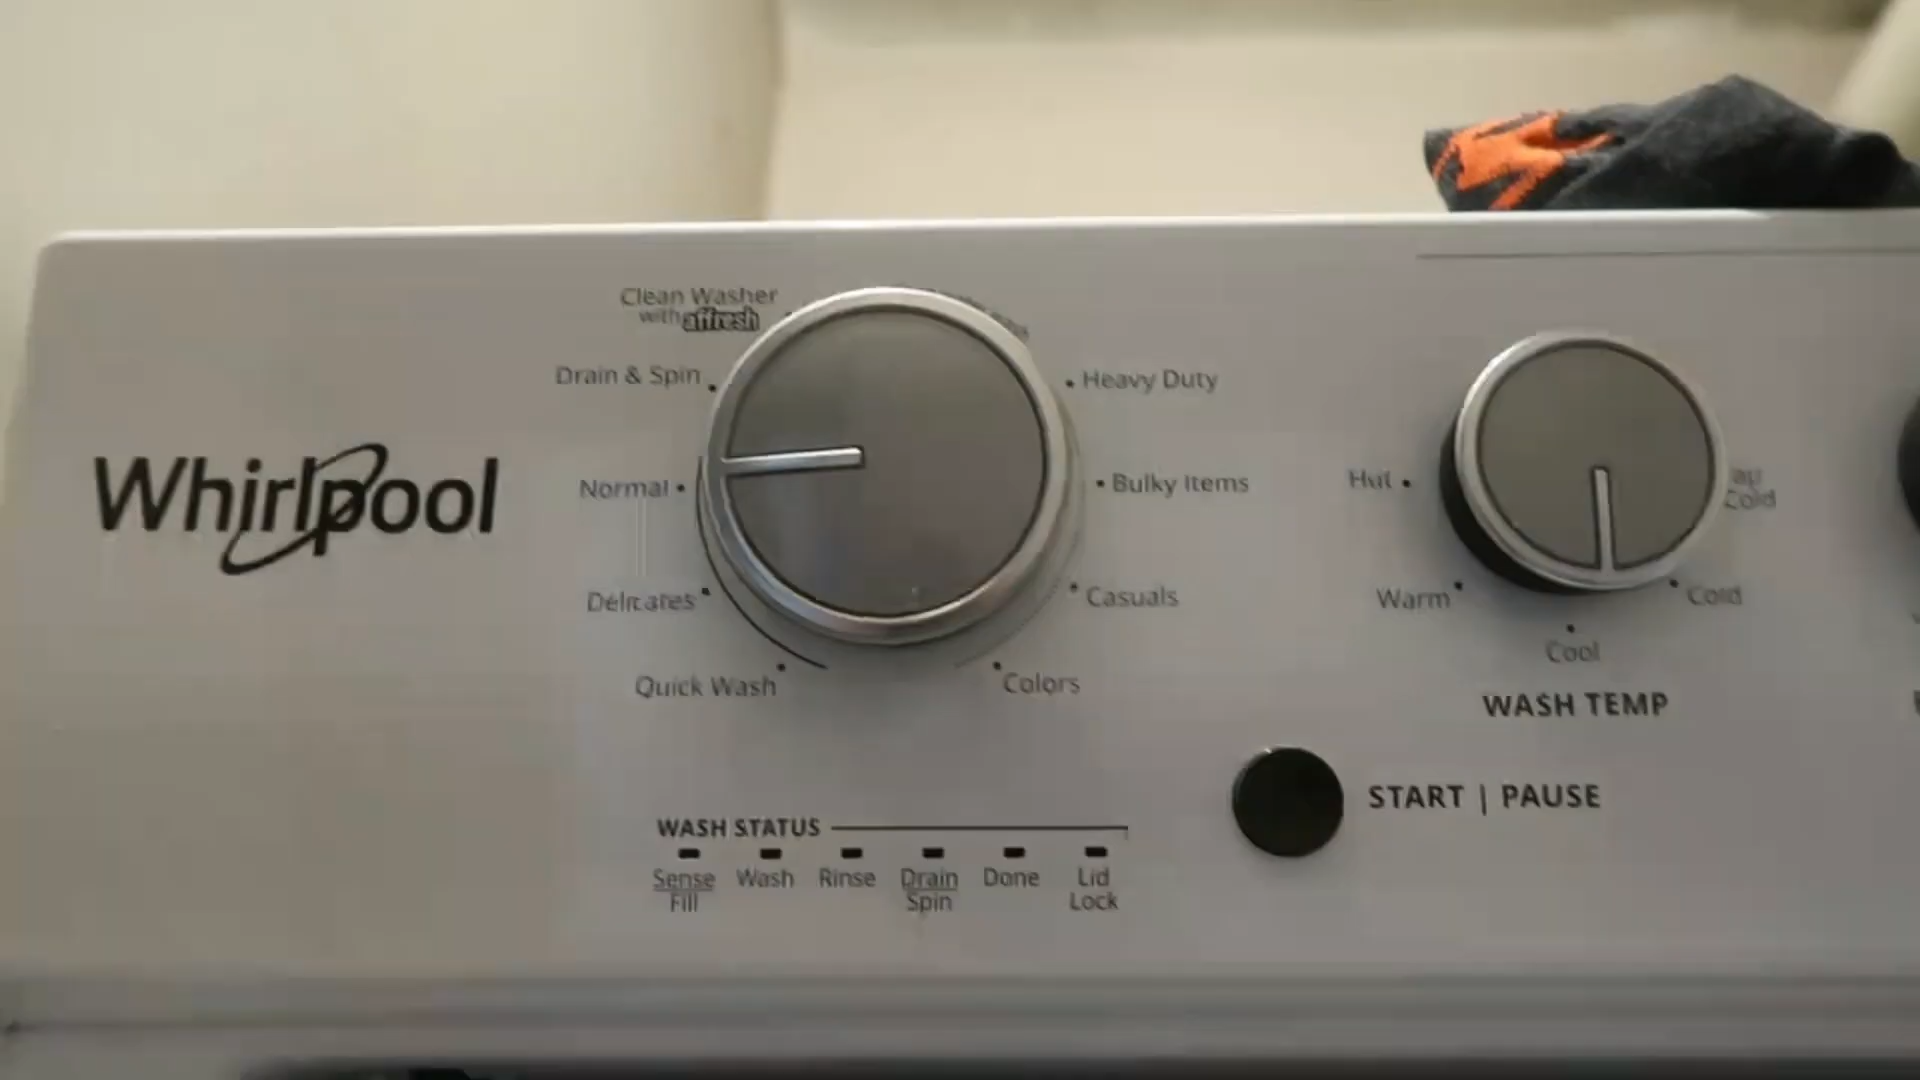 Clean Washer
with affresh
Drain & Spin
Normal
Delicates
Quick Wash
Heavy Duty
Bulky Items
Casuals
Colors
Whirlpool
Hot
Warm
Cool
Cold
Cold
WASH TEMP
START | PAUSE
WASH STATUS
Sense
Fill
Wash
Rinse
Drain
Spin
Done
Lid
Lock